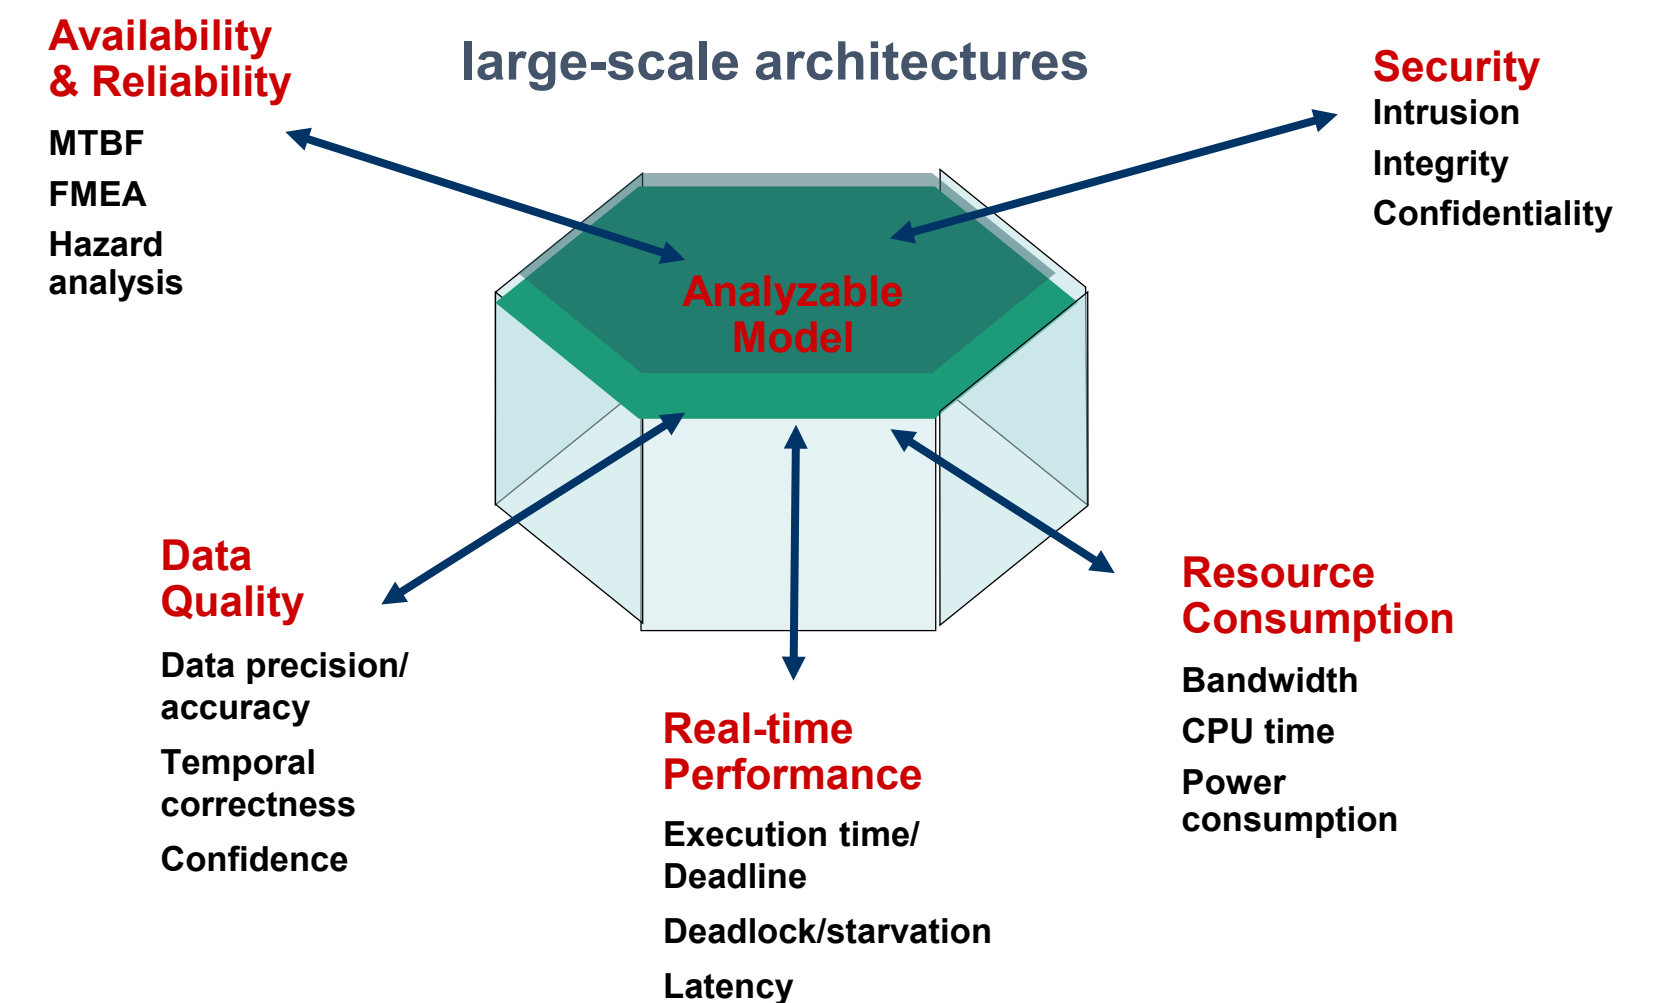 Availability
& Reliability
MTBF
FMEA
Hazard
analysis
large-scale architectures
Security
Intrusion
Integrity
Confidentiality
Analyzable
Model
Data
Quality
Data precision/
accuracy
Temporal
correctness
Confidence
Real-time
Performance
Execution time/
Deadline
Deadlock/starvation
Latency
Resource
Consumption
Bandwidth
CPU time
Power
consumption